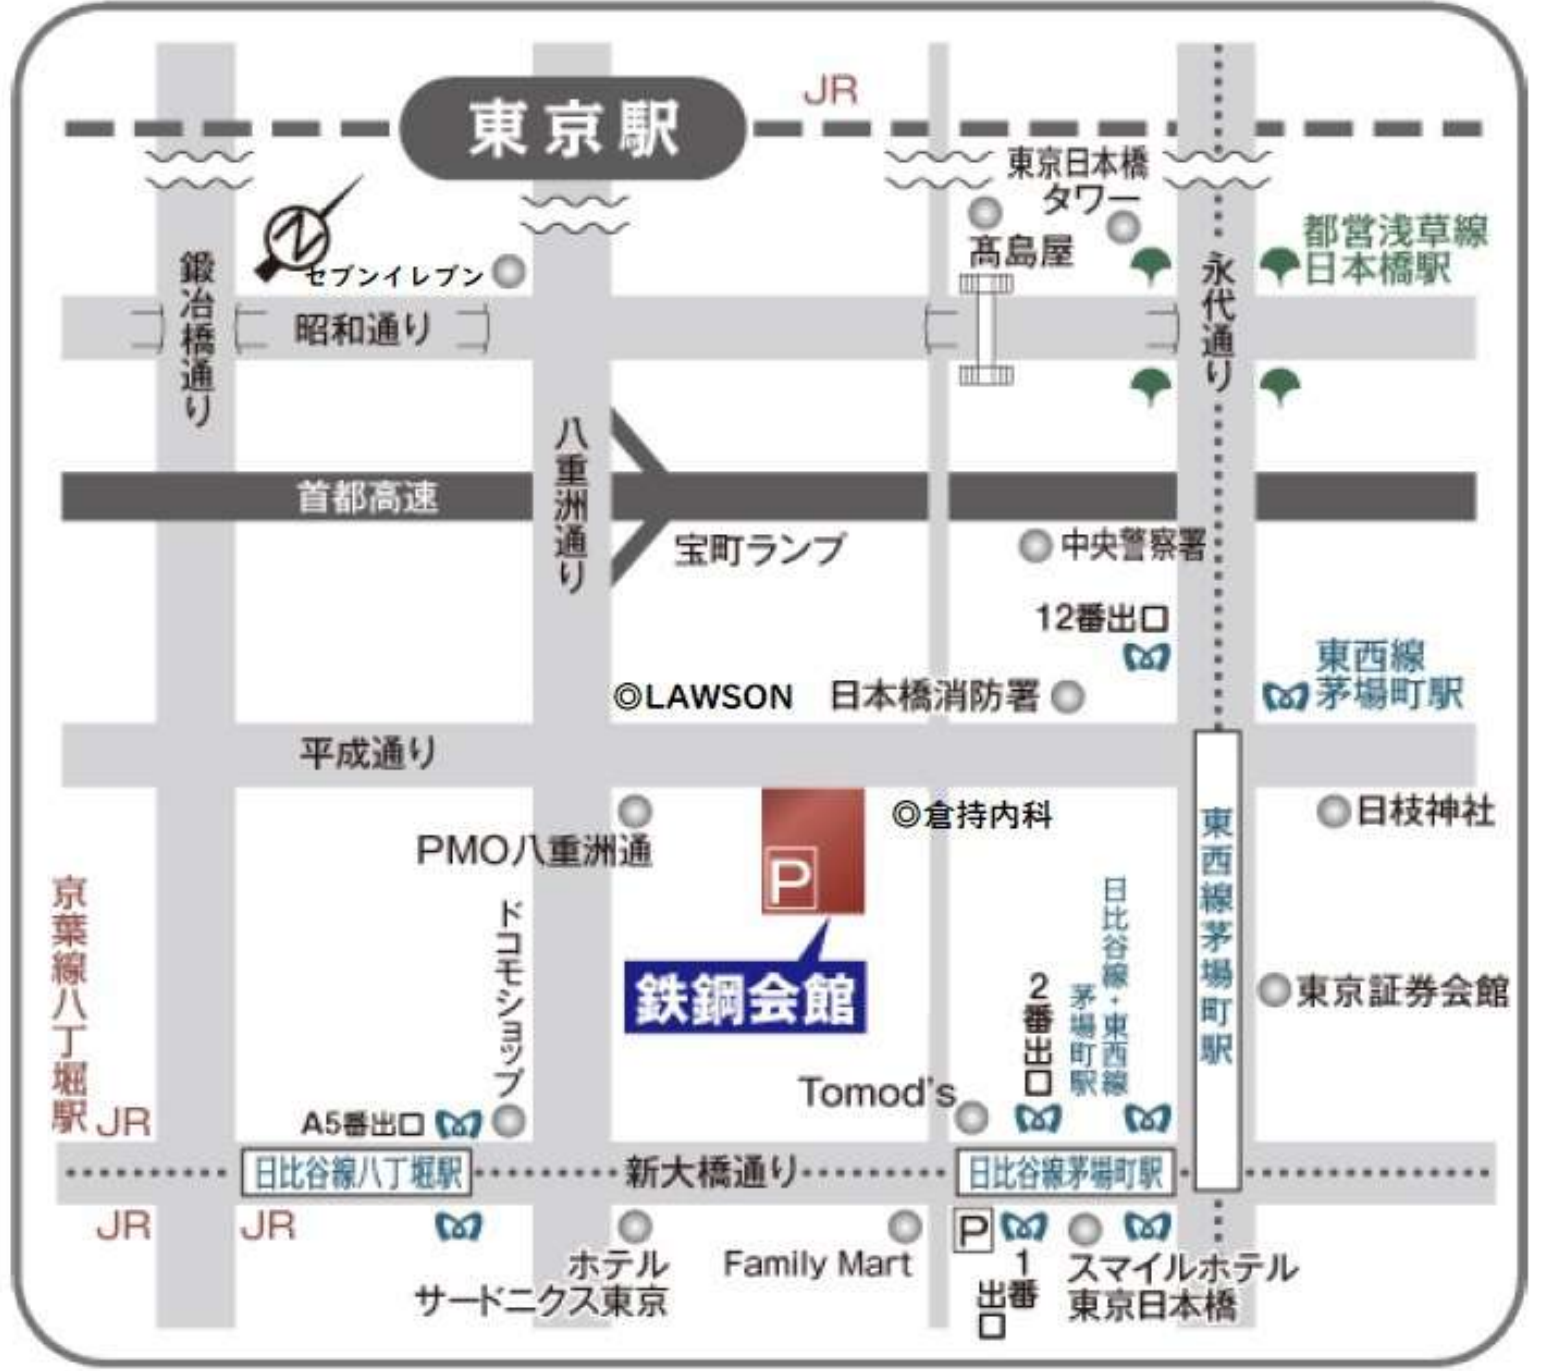 JR
東京駅
東京日本橋
タワー
髙島屋
都営浅草線
日本橋駅
セブンイレブン
鍛冶橋通り
昭和通り
永代通り
八重洲通り
首都高速
宝町ランプ
中央警察署
12番出口
東西線
茅場町駅
◎LAWSON
日本橋消防署
平成通り
PMO八重洲通
P
◎倉持内科
日枝神社
東西線茅場町駅
鉄鋼会館
京葉線八丁堀駅
ドコモショップ
2番出口
日比谷線・東西線
茅場町駅
東京証券会館
Tomod's
JR
A5番出口
日比谷線八丁堀駅
新大橋通り
日比谷線茅場町駅
JR
JR
ホテル
サードニクス東京
Family Mart
P
1番
出口
スマイルホテル
東京日本橋